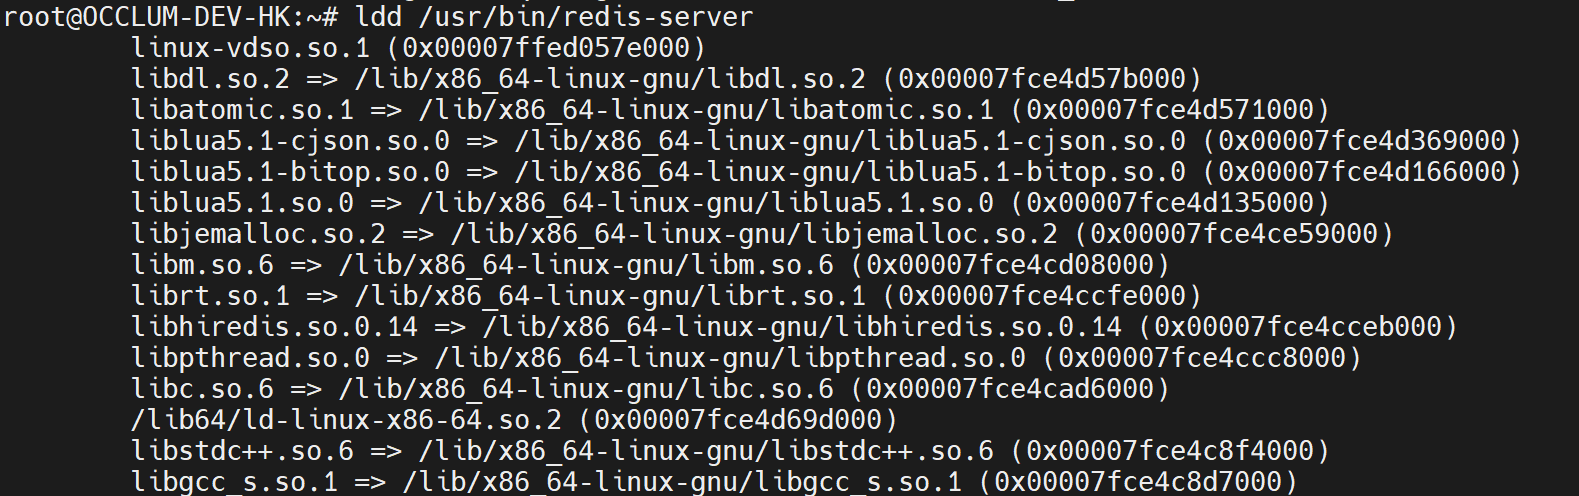 root@OCCLUM-DEV-HK:~# ldd /usr/bin/redis-server
linux-vdso.so.1 (0x00007ffed057e000)
libdl.so.2 => /lib/x86_64-linux-gnu/libdl.so.2 (0x00007fce4d57b000)
libatomic.so.1 => /lib/x86_64-linux-gnu/libatomic.so.1 (0x00007fce4d571000)
liblua5.1-cjson.so.0 => /lib/x86_64-linux-gnu/liblua5.1-cjson.so.0 (0x00007fce4d369000)
liblua5.1-bitop.so.0 => /lib/x86_64-linux-gnu/liblua5.1-bitop.so.0 (0x00007fce4d166000)
liblua5.1.so.0 => /lib/x86_64-linux-gnu/liblua5.1.so.0 (0x00007fce4d135000)
libjemalloc.so.2 => /lib/x86_64-linux-gnu/libjemalloc.so.2 (0x00007fce4ce59000)
libm.so.6 => /lib/x86_64-linux-gnu/libm.so.6 (0x00007fce4cd08000)
librt.so.1 => /lib/x86_64-linux-gnu/librt.so.1 (0x00007fce4ccfe000)
libhiredis.so.0.14 => /lib/x86_64-linux-gnu/libhiredis.so.0.14 (0x00007fce4cceb000)
libpthread.so.0 => /lib/x86_64-linux-gnu/libpthread.so.0 (0x00007fce4ccc8000)
libc.so.6 => /lib/x86_64-linux-gnu/libc.so.6 (0x00007fce4cad6000)
/lib64/ld-linux-x86-64.so.2 (0x00007fce4d69d000)
libstdc++.so.6 => /lib/x86_64-linux-gnu/libstdc++.so.6 (0x00007fce4c8f4000)
libgcc_s.so.1 => /lib/x86_64-linux-gnu/libgcc_s.so.1 (0x00007fce4c8d7000)